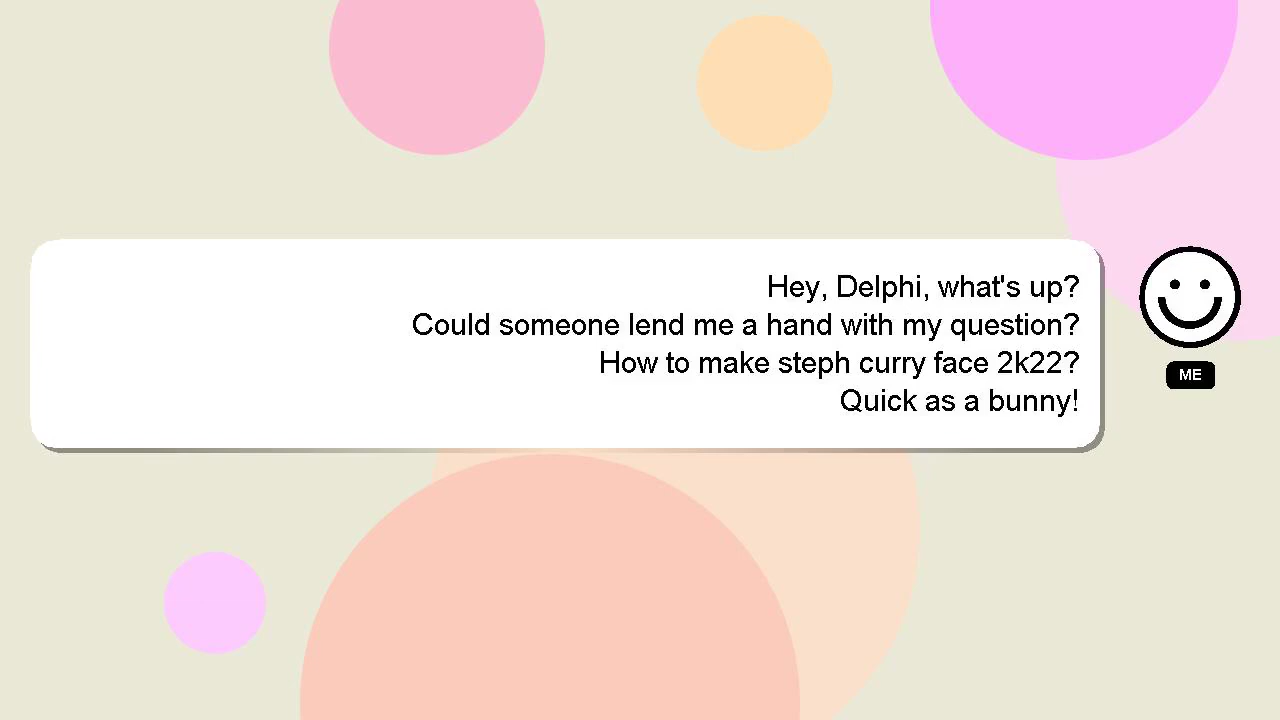 Hey, Delphi, what's up?
Could someone lend me a hand with my question?
How to make steph curry face 2k22?
Quick as a bunny!
ME